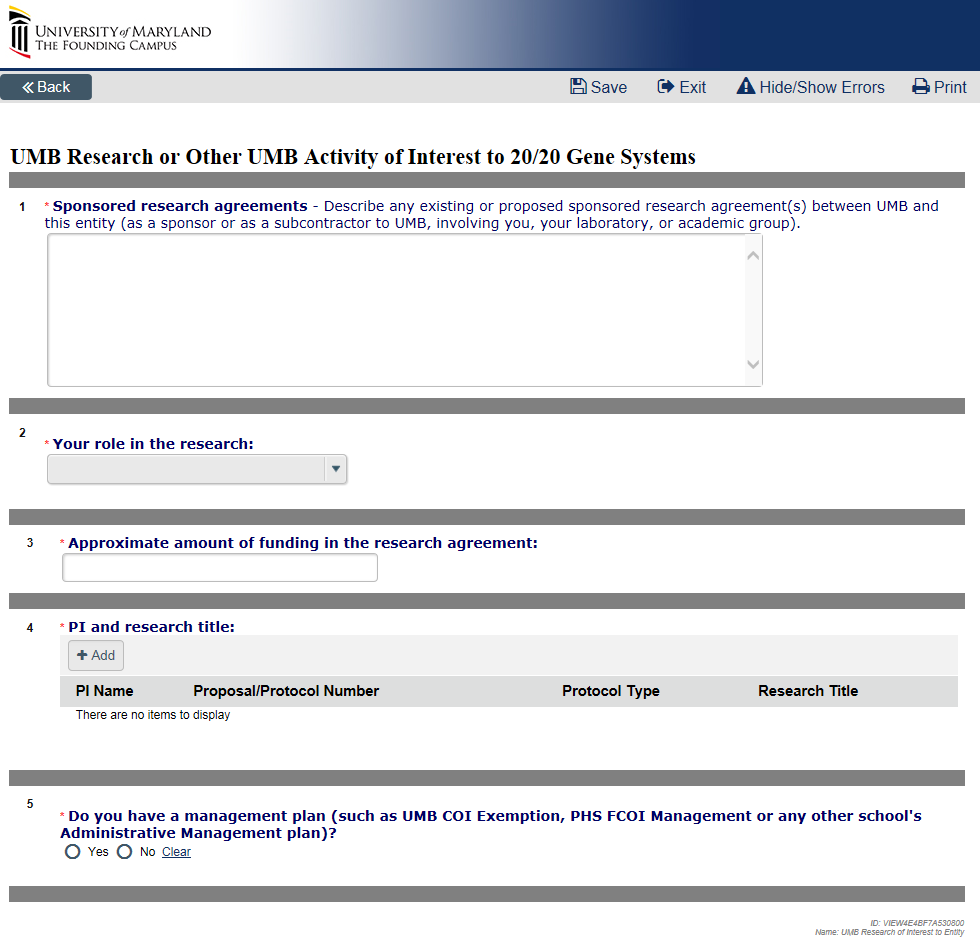 UNIVERSITY of MARYLAND
THE FOUNDING CAMPUS
Back
Save
Exit
Hide/Show Errors
Print
UMB Research or Other UMB Activity of Interest to 20/20 Gene Systems
1 * Sponsored research agreements - Describe any existing or proposed sponsored research agreement(s) between UMB and
this entity (as a sponsor or as a subcontractor to UMB, involving you, your laboratory, or academic group).
2
* Your role in the research:
3 * Approximate amount of funding in the research agreement:
4 * PI and research title:
+ Add
PI Name Proposal/Protocol Number Protocol Type Research Title
There are no items to display
5
* Do you have a management plan (such as UMB COI Exemption, PHS FCOI Management or any other school's
Administrative Management plan)?
Yes No Clear
ID: VIEW4E4BF7A530800
Name: UMB Research of Interest to Entity